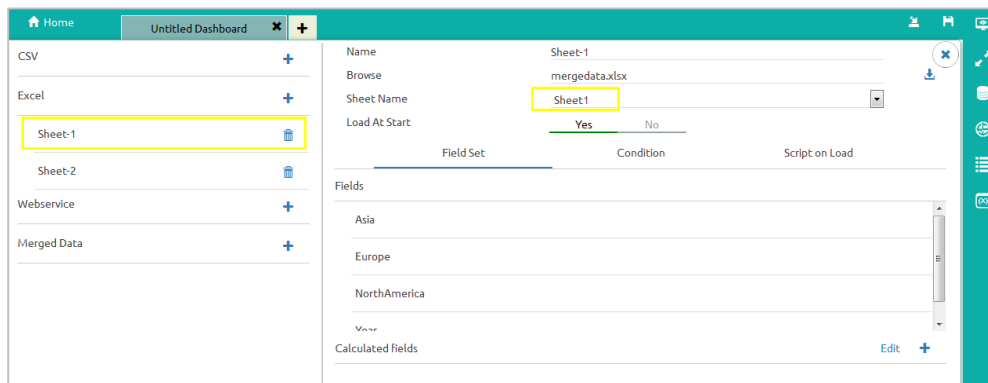 Home
Untitled Dashboard
CSV
Excel
Sheet-1
Sheet-2
Webservice
Merged Data
Name Sheet-1
Browse mergedata.xlsx
Sheet Name Sheet1
Load At Start Yes No
Field Set Condition Script on Load
Fields
Asia
Europe
NorthAmerica
Year
Calculated fields Edit